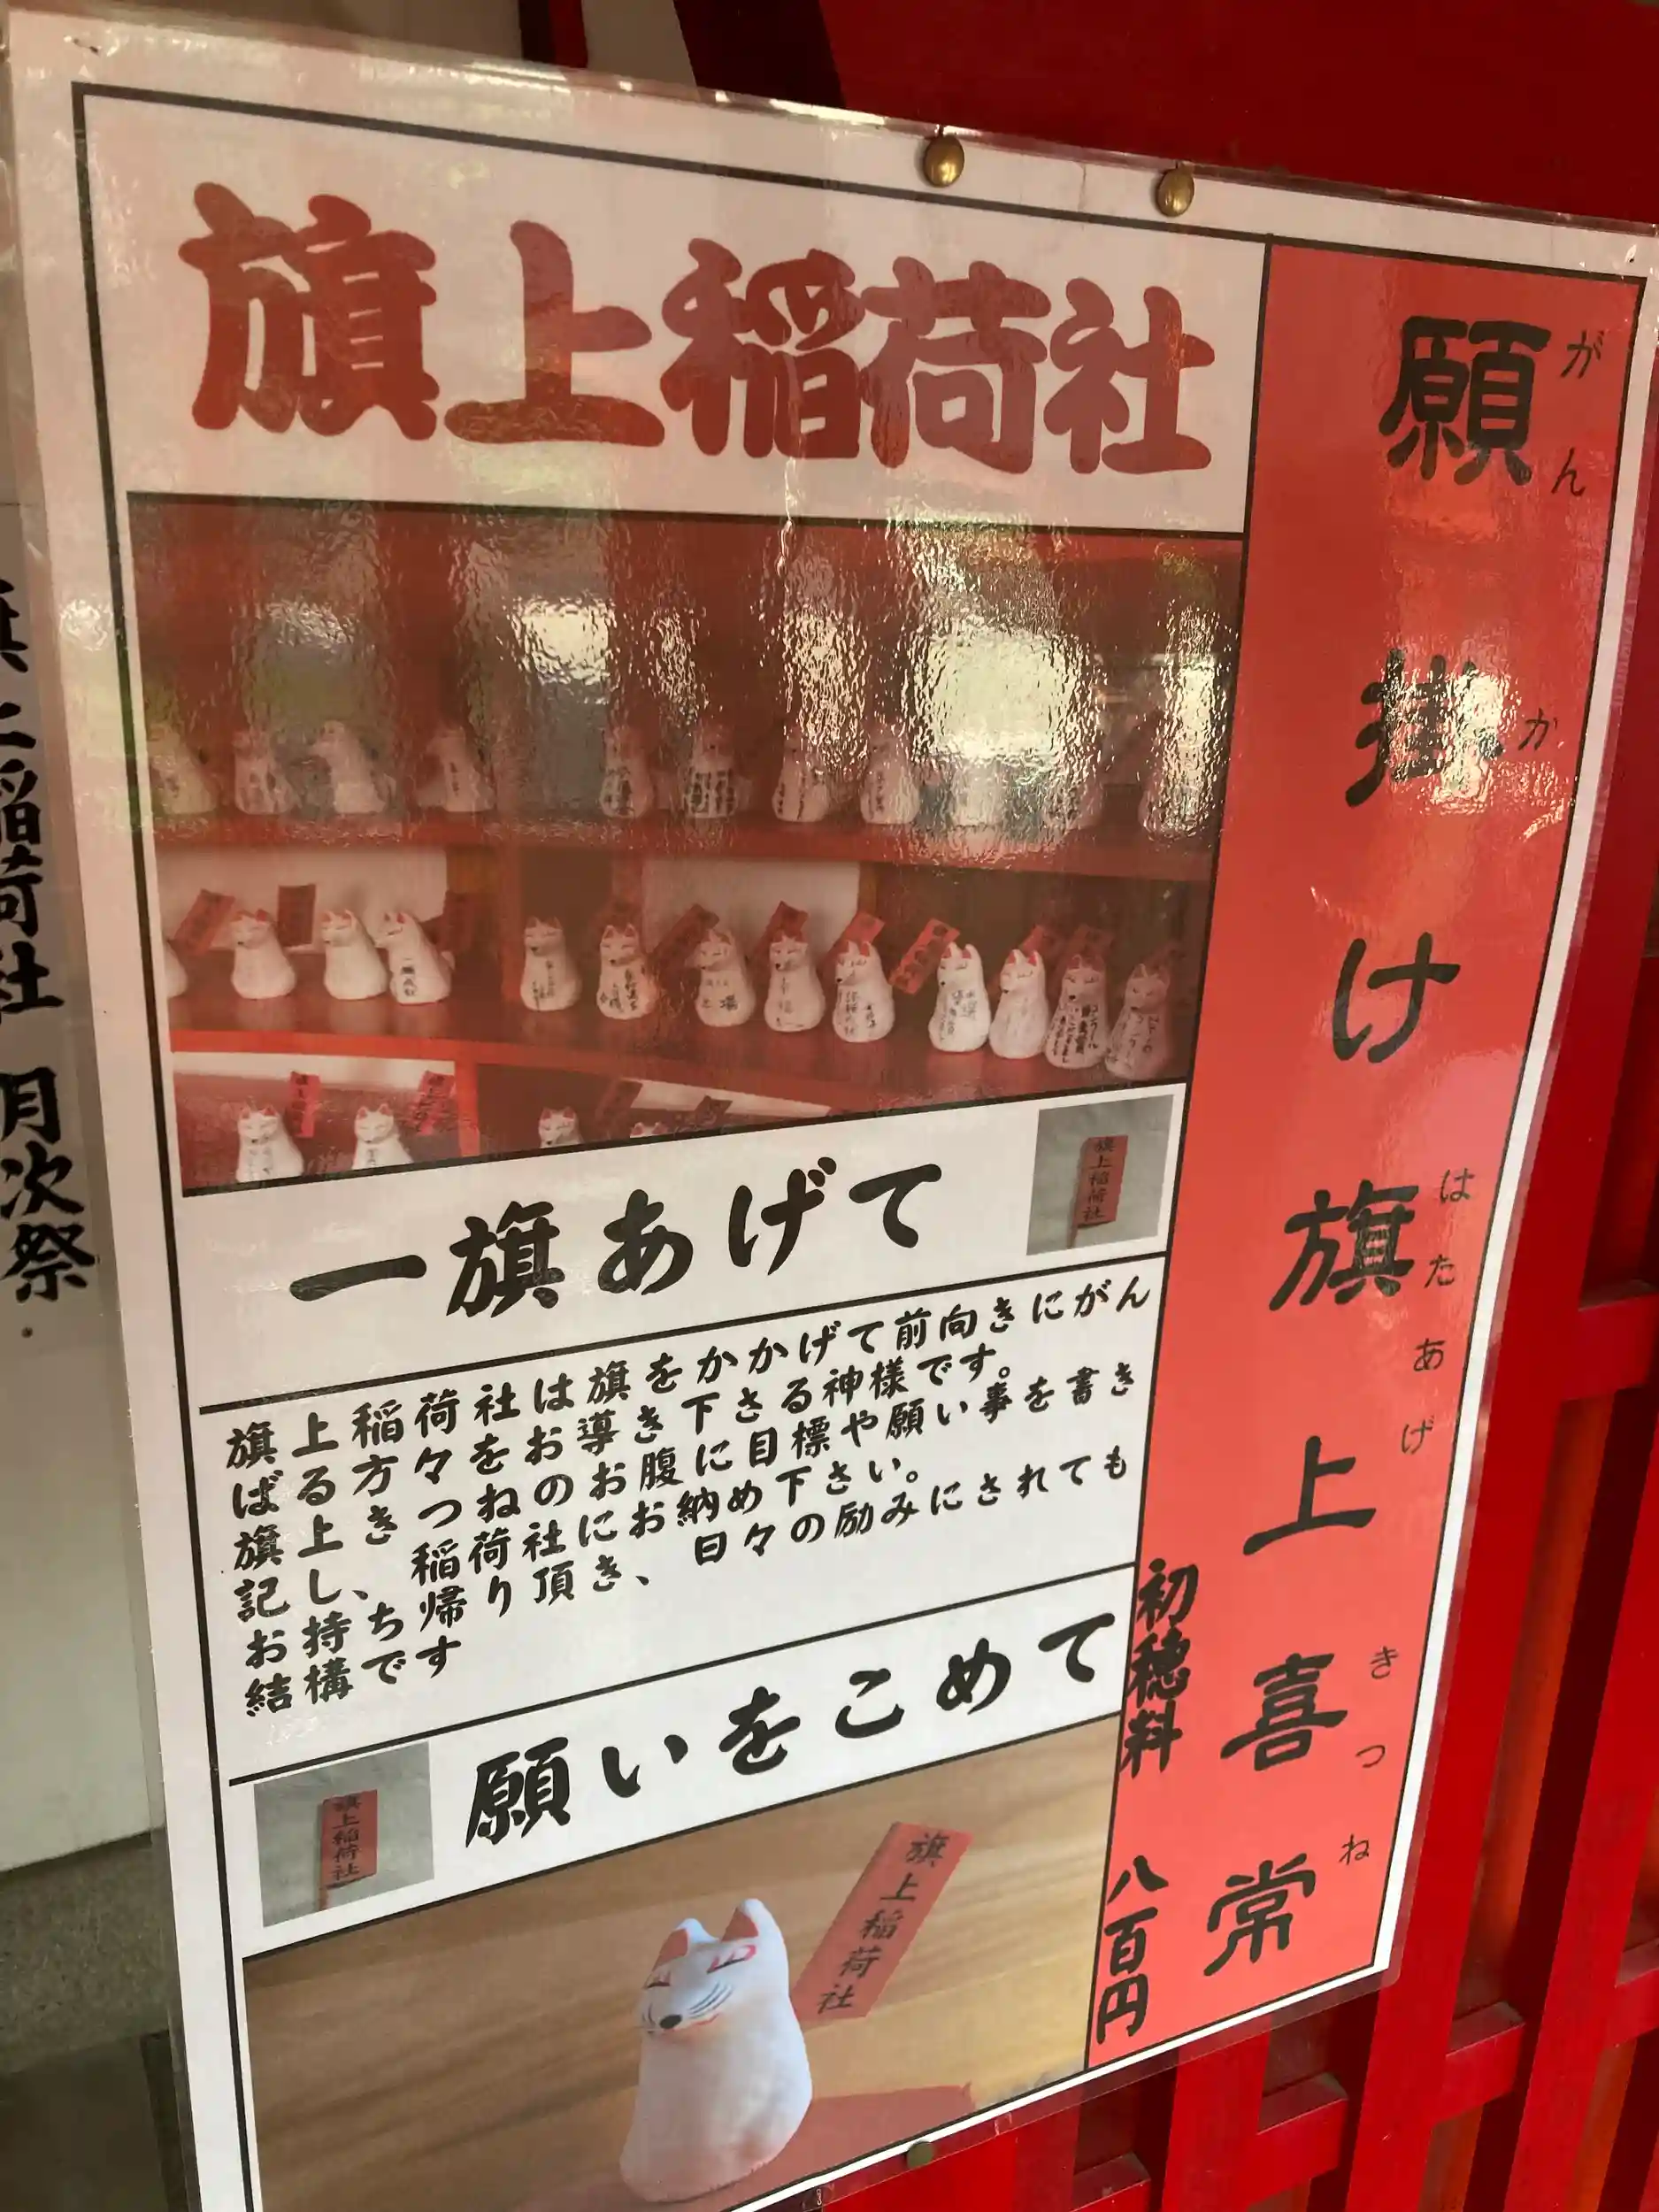 旗上稲荷社
願掛け旗上喜常
がん
か
はたあげ
きつね
初穂料 八百円
一旗あげて
旗上稲荷社
旗上稲荷社は旗をかかげて前向きにがん
ばる方々をお導き下さる神様です。
旗上きつねのお腹に目標や願い事を書き
記し、稲荷社にお納め下さい。
お持ち帰り頂き、日々の励みにされても
結構です
願いをこめて
旗上稲荷社
旗上稲荷社
上稲荷社 月次祭